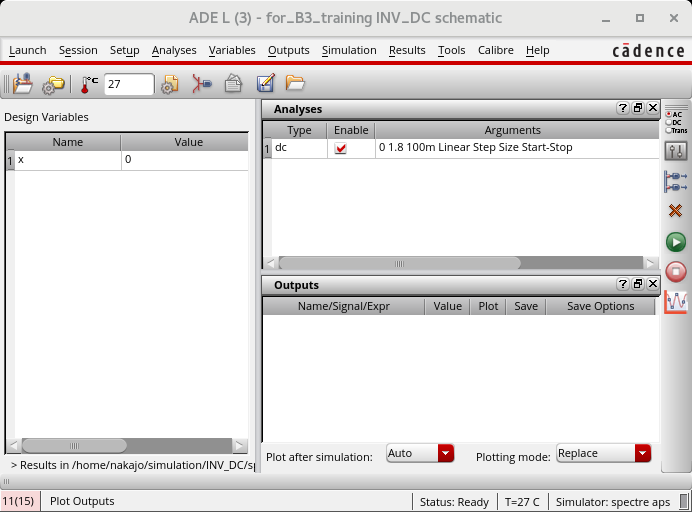 ADE L (3) - for_B3_training INV_DC schematic
Launch Session Setup Analyses Variables Outputs Simulation Results Tools Calibre Help cādence
°C 27
Design Variables
Name Value
1 x 0
Analyses
Type Enable Arguments
1 dc 0 1.8 100m Linear Step Size Start-Stop
AC
DC
Trans
Outputs
Name/Signal/Expr Value Plot Save Save Options
Plot after simulation: Auto Plotting mode: Replace
> Results in /home/nakajo/simulation/INV_DC/sp
11(15) Plot Outputs Status: Ready T=27 C Simulator: spectre aps